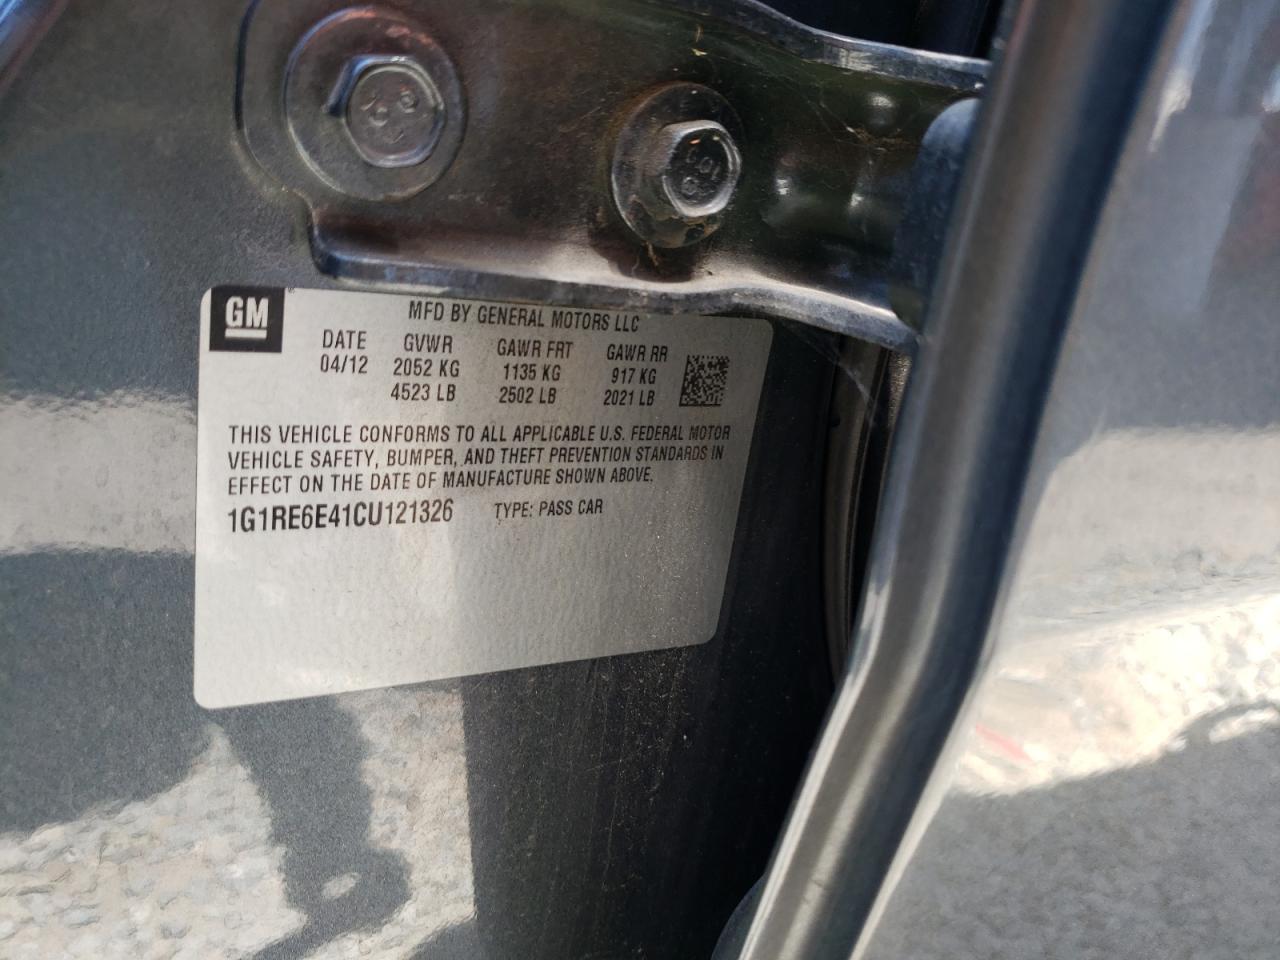 GM
MFD BY GENERAL MOTORS LLC
DATE GVWR GAWR FRT GAWR RR
04/12 2052 KG 1135 KG 917 KG
4523 LB 2502 LB 2021 LB
THIS VEHICLE CONFORMS TO ALL APPLICABLE U.S. FEDERAL MOTOR
VEHICLE SAFETY, BUMPER, AND THEFT PREVENTION STANDARDS IN
EFFECT ON THE DATE OF MANUFACTURE SHOWN ABOVE.
1G1RE6E41CU121326 TYPE: PASS CAR